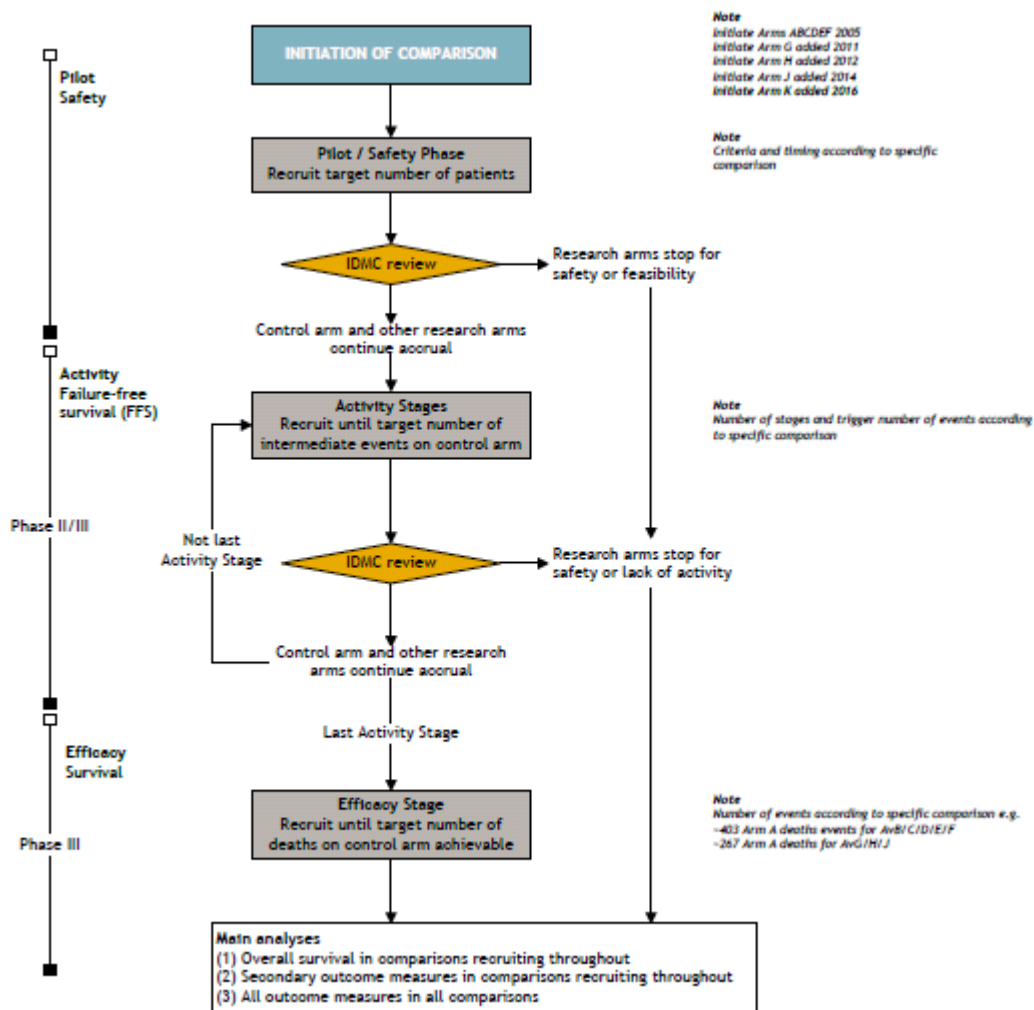 INITIATION OF COMPARISON
Note
Initiate Arms ABCDEF 2005
Initiate Arm G added 2011
Initiate Arm H added 2012
Initiate Arm J added 2014
Initiate Arm K added 2016
Pilot
Safety
Pilot / Safety Phase
Recruit target number of patients
Note
Criteria and timing according to specific
comparison
IDMC review
Research arms stop for
safety or feasibility
Control arm and other research arms
continue accrual
Activity
Failure-free
survival (FFS)
Activity Stages
Recruit until target number of
intermediate events on control arm
Note
Number of stages and trigger number of events according
to specific comparison
Phase II/III
Not last
Activity Stage
IDMC review
Research arms stop for
safety or lack of activity
Control arm and other research
arms continue accrual
Last Activity Stage
Efficacy
Survival
Phase III
Efficacy Stage
Recruit until target number of
deaths on control arm achievable
Note
Number of events according to specific comparison e.g.
~403 Arm A deaths events for AvB/C/D/E/F
~267 Arm A deaths for AvG/H/J
Main analyses
(1) Overall survival in comparisons recruiting throughout
(2) Secondary outcome measures in comparisons recruiting throughout
(3) All outcome measures in all comparisons